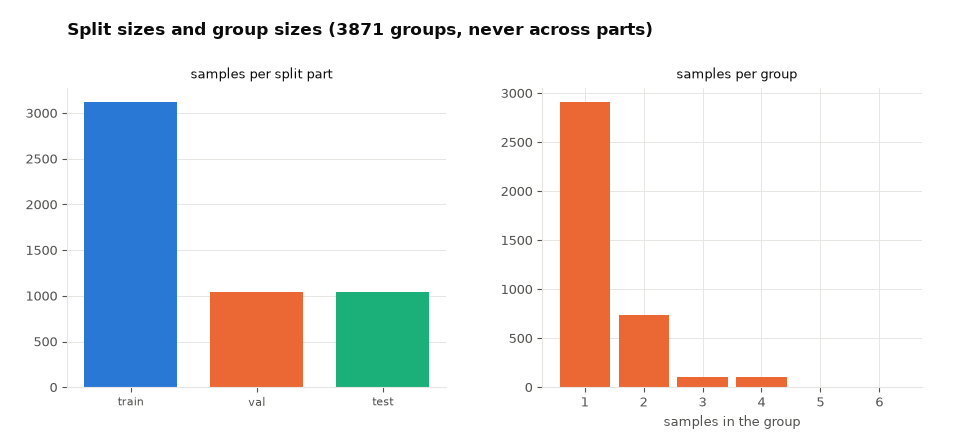 Split sizes and group sizes (3871 groups, never across parts)
samples per split part
3000
2500
2000
1500
1000
500
0
train val test
samples per group
3000
2500
2000
1500
1000
500
0
1 2 3 4 5 6
samples in the group